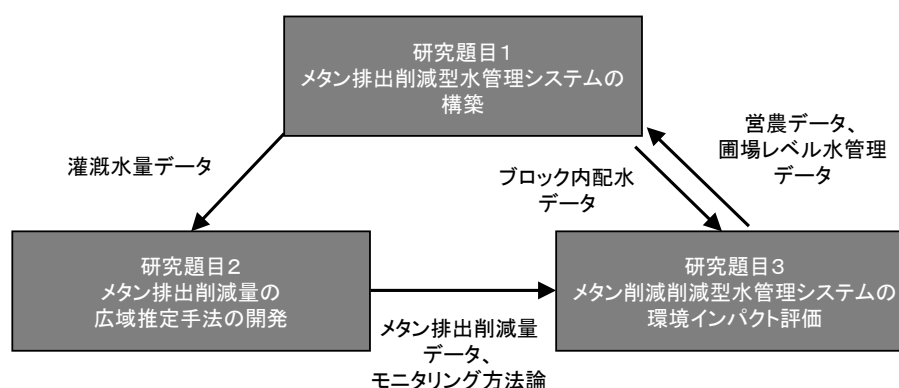 研究題目1
メタン排出削減型水管理システムの
構築
営農データ、
圃場レベル水管理
データ
灌漑水量データ
ブロック内配水
データ
研究題目2
メタン排出削減量の
広域推定手法の開発
研究題目3
メタン削減削減型水管理システムの
環境インパクト評価
メタン排出削減量
データ、
モニタリング方法論